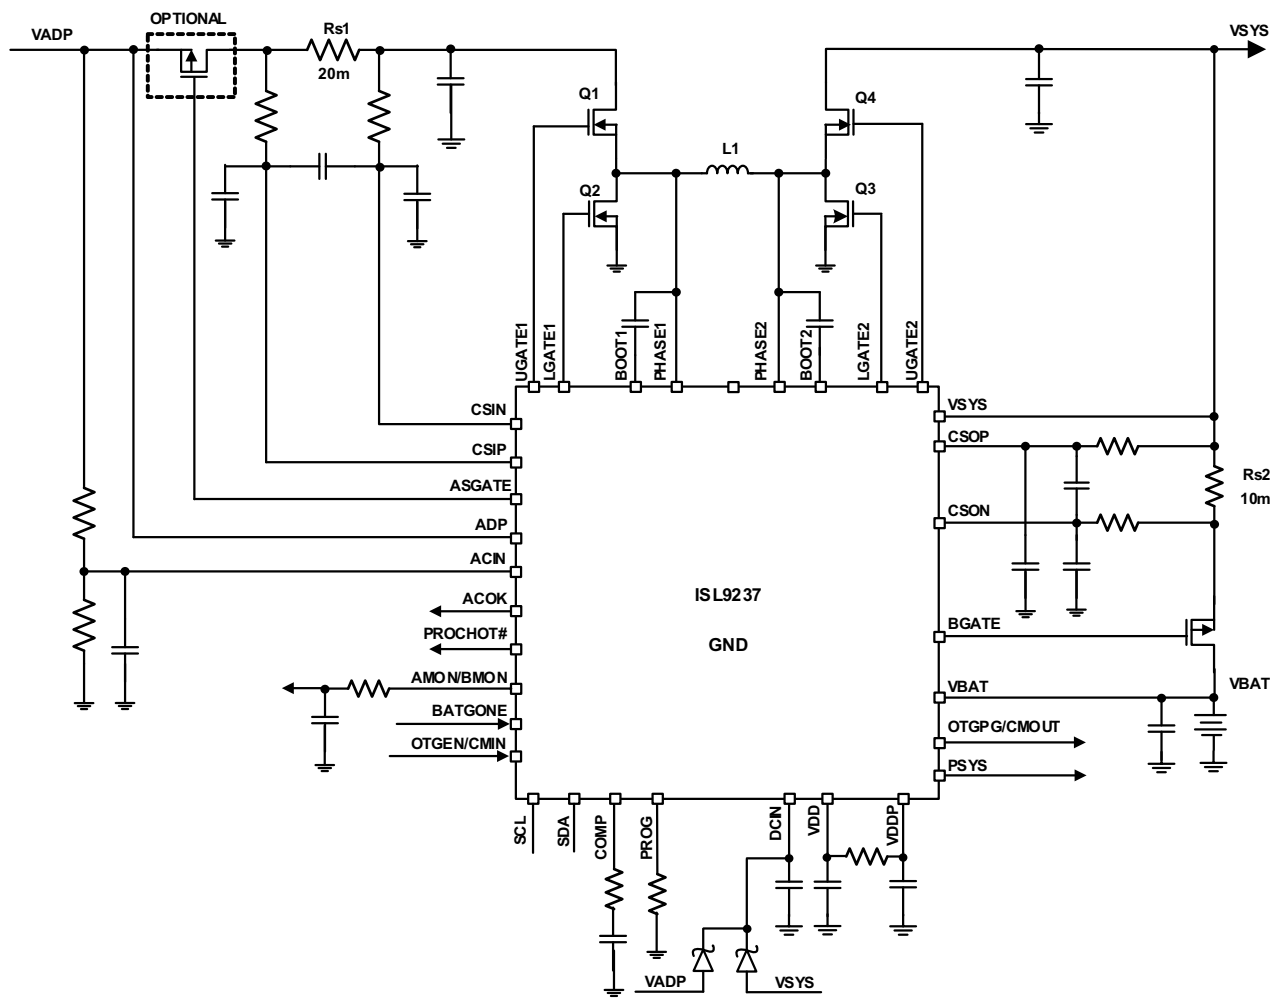 OPTIONAL
VADP
Rs1
20m
VSYS
Q1
Q4
L1
Q2
Q3
UGATE1
LGATE1
BOOT1
PHASE1
PHASE2
BOOT2
LGATE2
UGATE2
CSIN
CSIP
ASGATE
ADP
ACIN
ACOK
PROCHOT#
AMON/BMON
BATGONE
OTGEN/CMIN
ISL9237
GND
VSYS
CSOP
CSON
Rs2
10m
BGATE
VBAT
VBAT
OTGPG/CMOUT
PSYS
SCL
SDA
COMP
PROG
DCIN
VDD
VDDP
VADP
VSYS